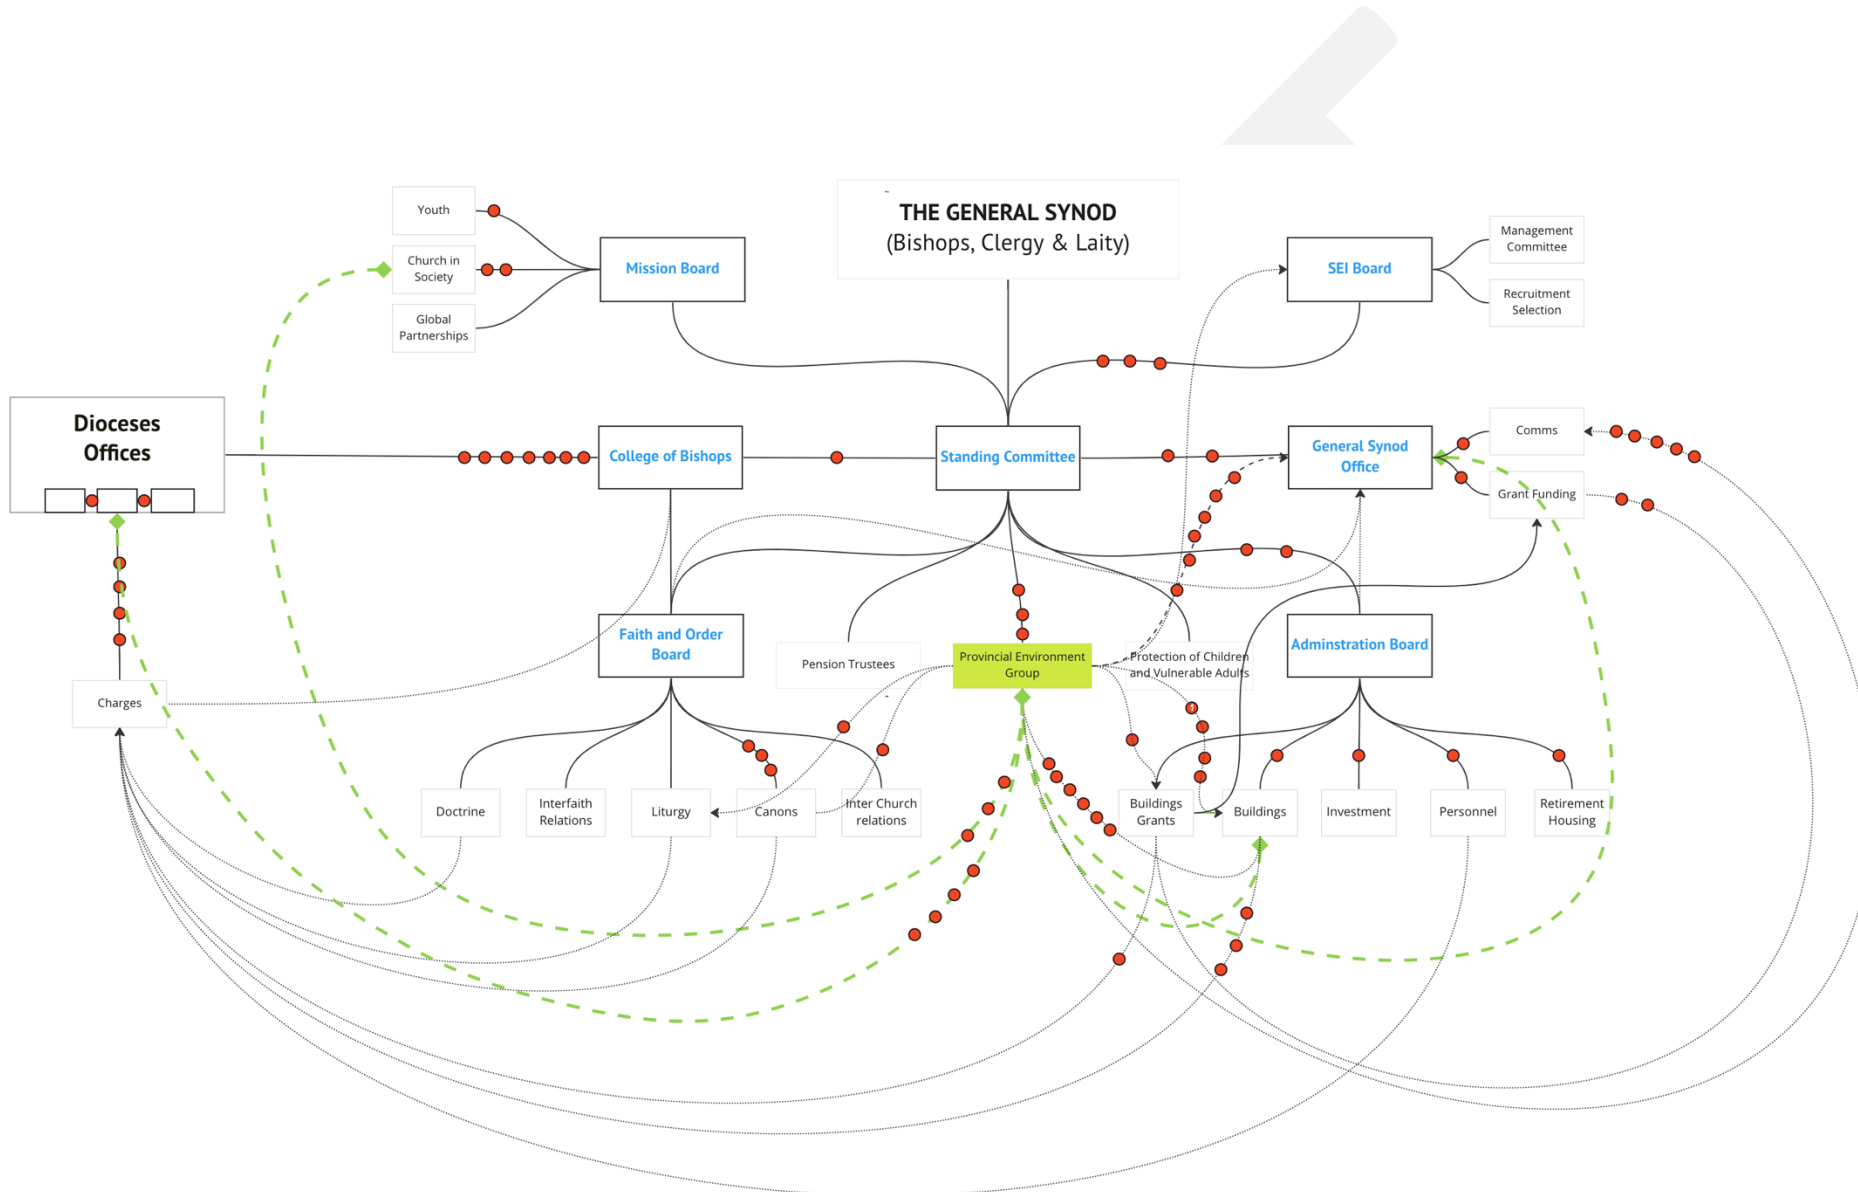 THE GENERAL SYNOD
(Bishops, Clergy & Laity)
Youth
Church in
Society
Global
Partnerships
Mission Board
SEI Board
Management
Committee
Recruitment
Selection
Dioceses
Offices
College of Bishops
Standing Committee
General Synod
Office
Comms
Grant Funding
Faith and Order
Board
Pension Trustees
Provincial Environment
Group
Protection of Children
and Vulnerable Adults
Adminstration Board
Charges
Doctrine
Interfaith
Relations
Liturgy
Canons
Inter Church
relations
Buildings
Grants
Buildings
Investment
Personnel
Retirement
Housing